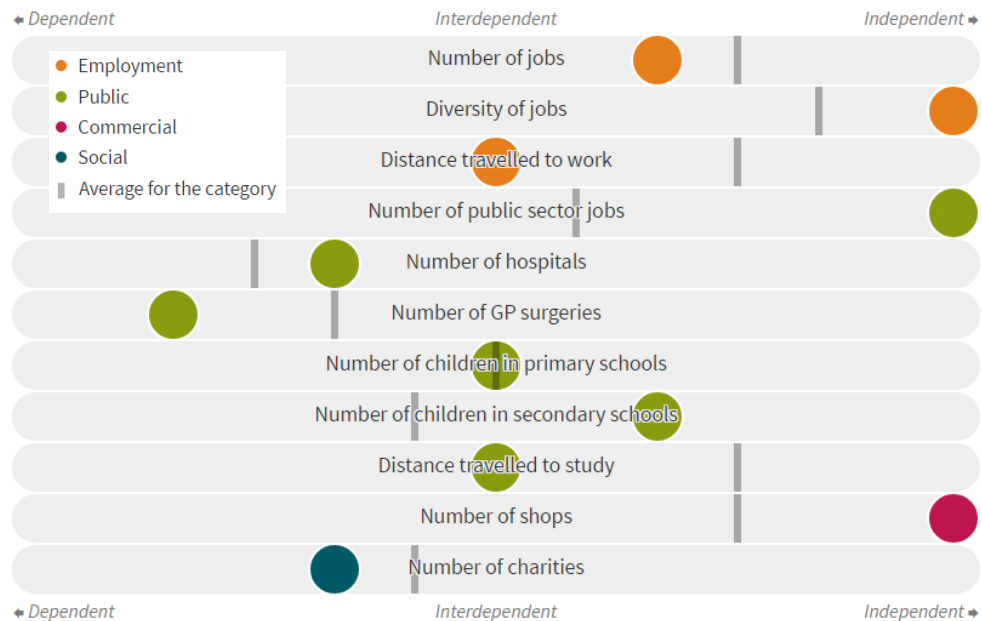 Dependent Interdependent Independent
Number of jobs
Employment
Public
Commercial
Social
Average for the category
Diversity of jobs
Distance travelled to work
Number of public sector jobs
Number of hospitals
Number of GP surgeries
Number of children in primary schools
Number of children in secondary schools
Distance travelled to study
Number of shops
Number of charities
Dependent Interdependent Independent